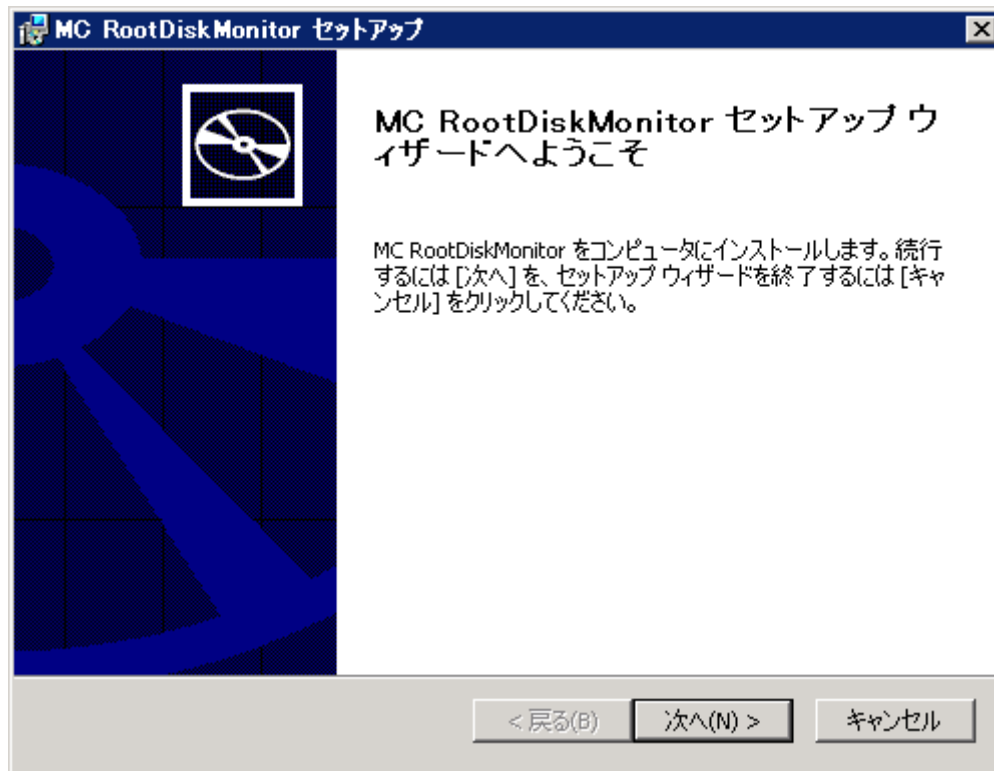 MC RootDiskMonitor セットアップ
MC RootDiskMonitor セットアップ ウ
ィザードへようこそ
MC RootDiskMonitor をコンピュータにインストールします。続行
するには [次へ] を、セットアップ ウィザードを終了するには [キャ
ンセル] をクリックしてください。
< 戻る(B)
次へ(N) >
キャンセル